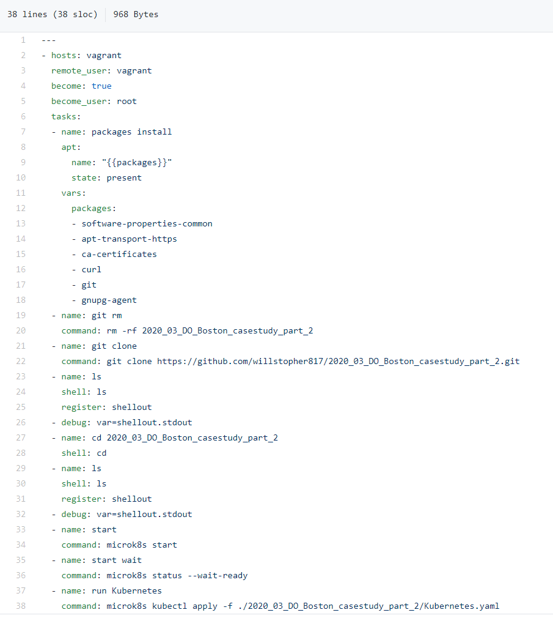 38 lines (38 sloc) 968 Bytes
1 ---
2 - hosts: vagrant
3   remote_user: vagrant
4   become: true
5   become_user: root
6   tasks:
7   - name: packages install
8     apt:
9       name: "{{packages}}"
10       state: present
11     vars:
12       packages:
13       - software-properties-common
14       - apt-transport-https
15       - ca-certificates
16       - curl
17       - git
18       - gnupg-agent
19   - name: git rm
20     command: rm -rf 2020_03_DO_Boston_casestudy_part_2
21   - name: git clone
22     command: git clone https://github.com/willstopher817/2020_03_DO_Boston_casestudy_part_2.git
23   - name: ls
24     shell: ls
25     register: shellout
26   - debug: var=shellout.stdout
27   - name: cd 2020_03_DO_Boston_casestudy_part_2
28     shell: cd
29   - name: ls
30     shell: ls
31     register: shellout
32   - debug: var=shellout.stdout
33   - name: start
34     command: microk8s start
35   - name: start wait
36     command: microk8s status --wait-ready
37   - name: run Kubernetes
38     command: microk8s kubectl apply -f ./2020_03_DO_Boston_casestudy_part_2/Kubernetes.yaml